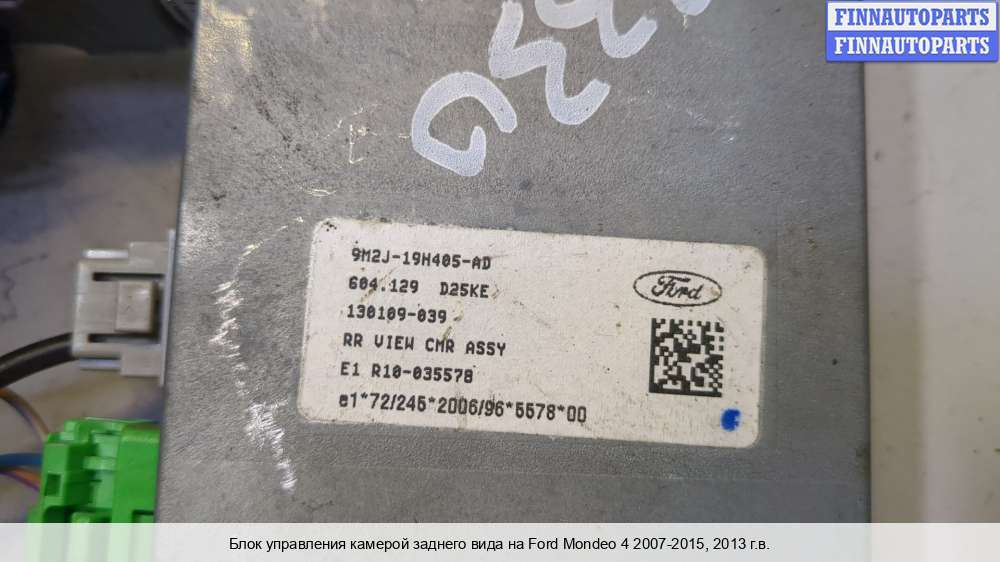 FINNAUTOPARTS
FINNAUTOPARTS
9M2J-19H405-AD
604.129 D25KE
130109-039
RR VIEW CMR ASSY
E1 R10-035578
e1*72/245*2006/96*5578*00
Ford
Блок управления камерой заднего вида на Ford Mondeo 4 2007-2015, 2013 г.в.